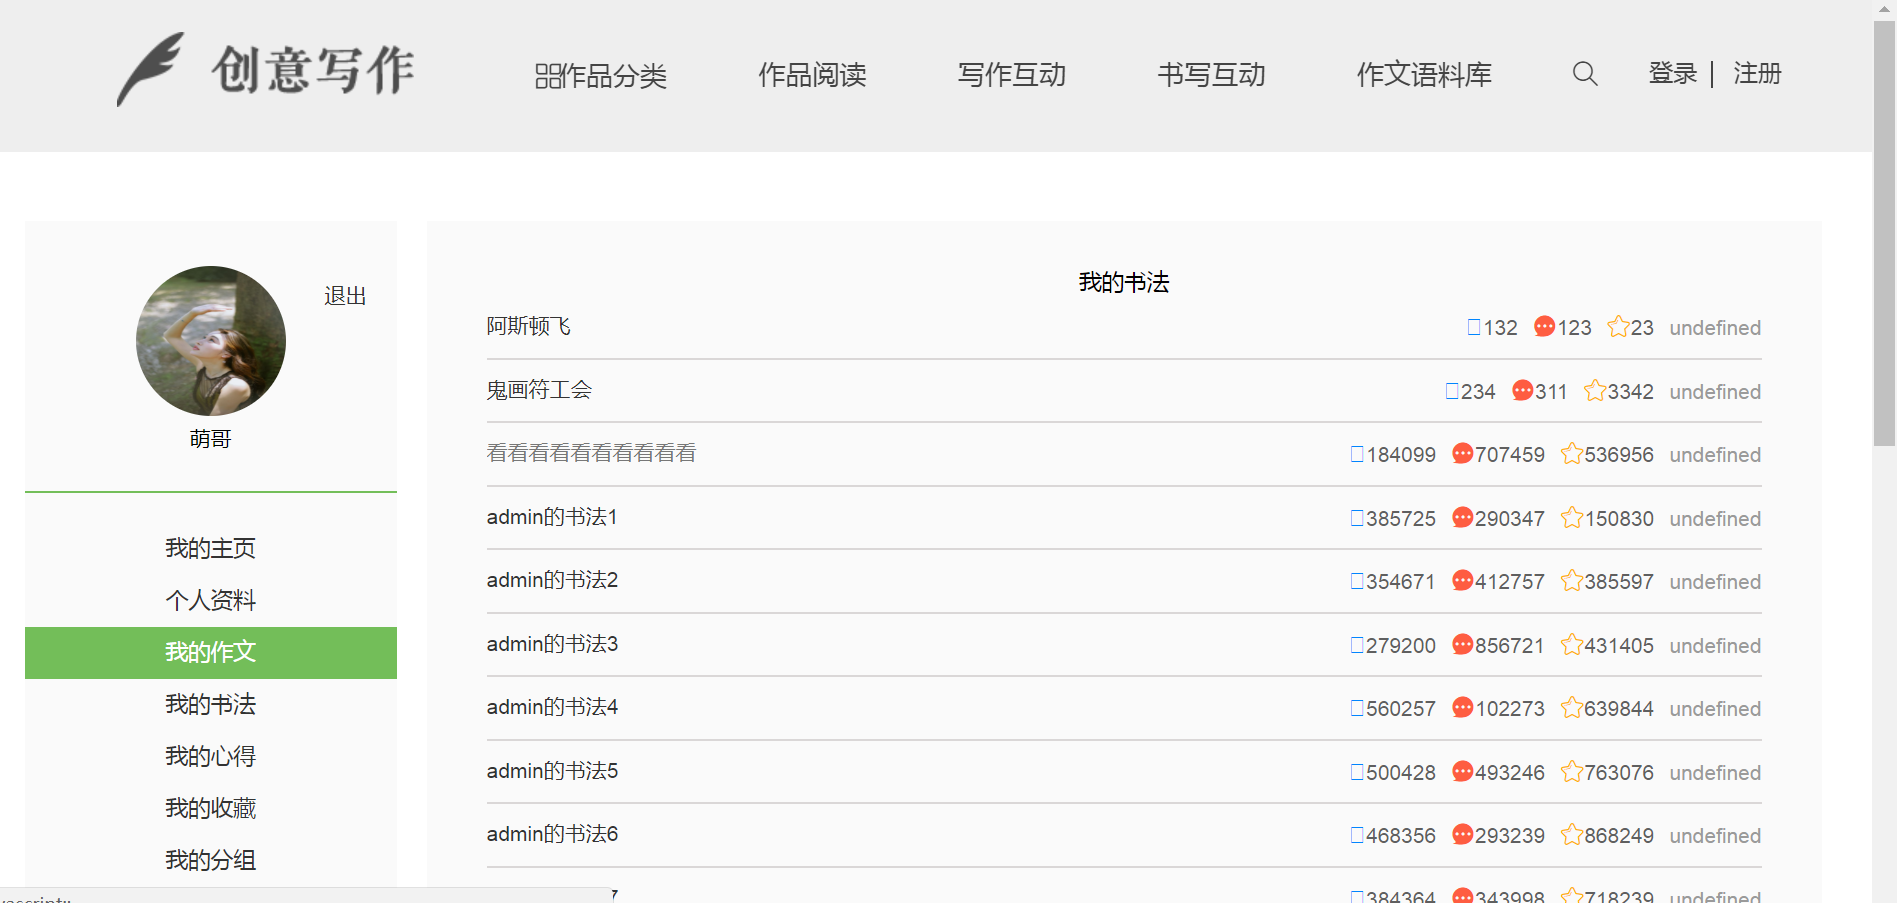 创意写作
作品分类 作品阅读 写作互动 书写互动 作文语料库 登录 | 注册
退出
萌哥
我的主页
个人资料
我的作文
我的书法
我的心得
我的收藏
我的分组
我的书法
阿斯顿飞 132 123 23 undefined
鬼画符工会 234 311 3342 undefined
看看看看看看看看看看 184099 707459 536956 undefined
admin的书法1 385725 290347 150830 undefined
admin的书法2 354671 412757 385597 undefined
admin的书法3 279200 856721 431405 undefined
admin的书法4 560257 102273 639844 undefined
admin的书法5 500428 493246 763076 undefined
admin的书法6 468356 293239 868249 undefined
7 384364 343998 718239 undefined